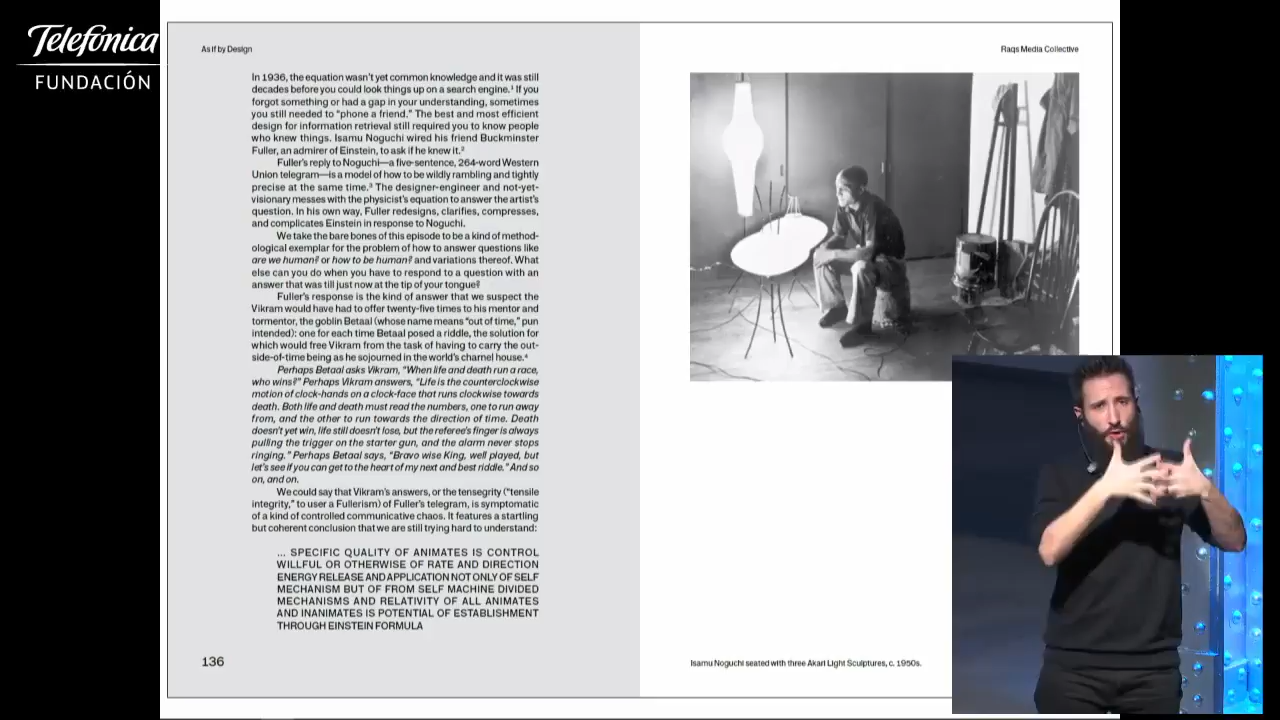 Telefónica
FUNDACIÓN
As if by Design
Raqs Media Collective
In 1936, the equation wasn't yet common knowledge and it was still
decades before you could look things up on a search engine.¹ If you
forgot something or had a gap in your understanding, sometimes
you still needed to “phone a friend.” The best and most efficient
design for information retrieval still required you to know people
who knew things. Isamu Noguchi wired his friend Buckminster
Fuller, an admirer of Einstein, to ask if he knew it.²
Fuller's reply to Noguchi—a five-sentence, 264-word Western
Union telegram—is a model of how to be wildly rambling and tightly
precise at the same time.³ The designer-engineer and not-yet-
visionary messes with the physicist's equation to answer the artist's
question. In his own way, Fuller redesigns, clarifies, compresses,
and complicates Einstein in response to Noguchi.
We take the bare bones of this episode to be a kind of method-
ological exemplar for the problem of how to answer questions like
are we human? or how to be human? and variations thereof. What
else can you do when you have to respond to a question with an
answer that was till just now at the tip of your tongue?
Fuller's response is the kind of answer that we suspect the
Vikram would have had to offer twenty-five times to his mentor and
tormentor, the goblin Betaal (whose name means “out of time,” pun
intended): one for each time Betaal posed a riddle, the solution for
which would free Vikram from the task of having to carry the out-
side-of-time being as he sojourned in the world's charnel house.⁴
Perhaps Betaal asks Vikram, “When life and death run a race,
who wins?” Perhaps Vikram answers, “Life is the counterclockwise
motion of clock-hands on a clock-face that runs clockwise towards
death. Both life and death must read the numbers, one to run away
from, and the other to run towards the direction of time. Death
doesn't yet win, life still doesn't lose, but the referee's finger is always
pulling the trigger on the starter gun, and the alarm never stops
ringing.” Perhaps Betaal says, “Bravo wise King, well played, but
let's see if you can get to the heart of my next and best riddle.” And so
on, and on.
We could say that Vikram's answers, or the tensegrity (“tensile
integrity,” to user a Fullerism) of Fuller's telegram, is symptomatic
of a kind of controlled communicative chaos. It features a startling
but coherent conclusion that we are still trying hard to understand:
... SPECIFIC QUALITY OF ANIMATES IS CONTROL
WILLFUL OR OTHERWISE OF RATE AND DIRECTION
ENERGY RELEASE AND APPLICATION NOT ONLY OF SELF
MECHANISM BUT OF FROM SELF MACHINE DIVIDED
MECHANISMS AND RELATIVITY OF ALL ANIMATES
AND INANIMATES IS POTENTIAL OF ESTABLISHMENT
THROUGH EINSTEIN FORMULA
136
Isamu Noguchi seated with three Akari Light Sculptures, c. 1950s.